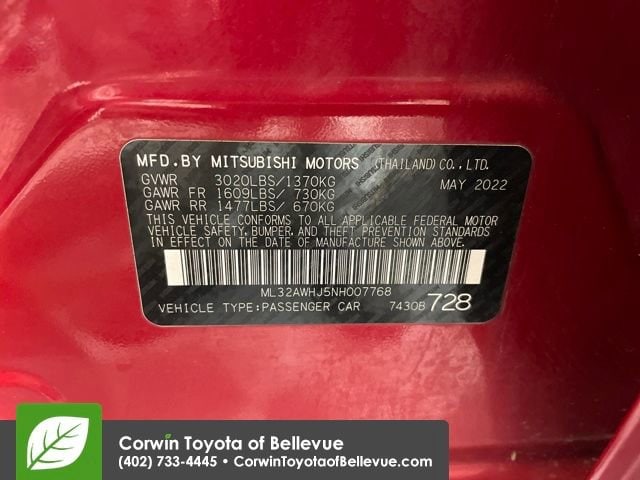 MFD.BY MITSUBISHI MOTORS (THAILAND)CO.,LTD.
GVWR 3020LBS/1370KG MAY 2022
GAWR FR 1609LBS/ 730KG
GAWR RR 1477LBS/ 670KG
THIS VEHICLE CONFORMS TO ALL APPLICABLE FEDERAL MOTOR
VEHICLE SAFETY,BUMPER,AND THEFT PREVENTION STANDARDS
IN EFFECT ON THE DATE OF MANUFACTURE SHOWN ABOVE.
ML32AWHJ5NH007768
VEHICLE TYPE:PASSENGER CAR 74308 728
Corwin Toyota of Bellevue
(402) 733-4445 • CorwinToyotaofBellevue.com